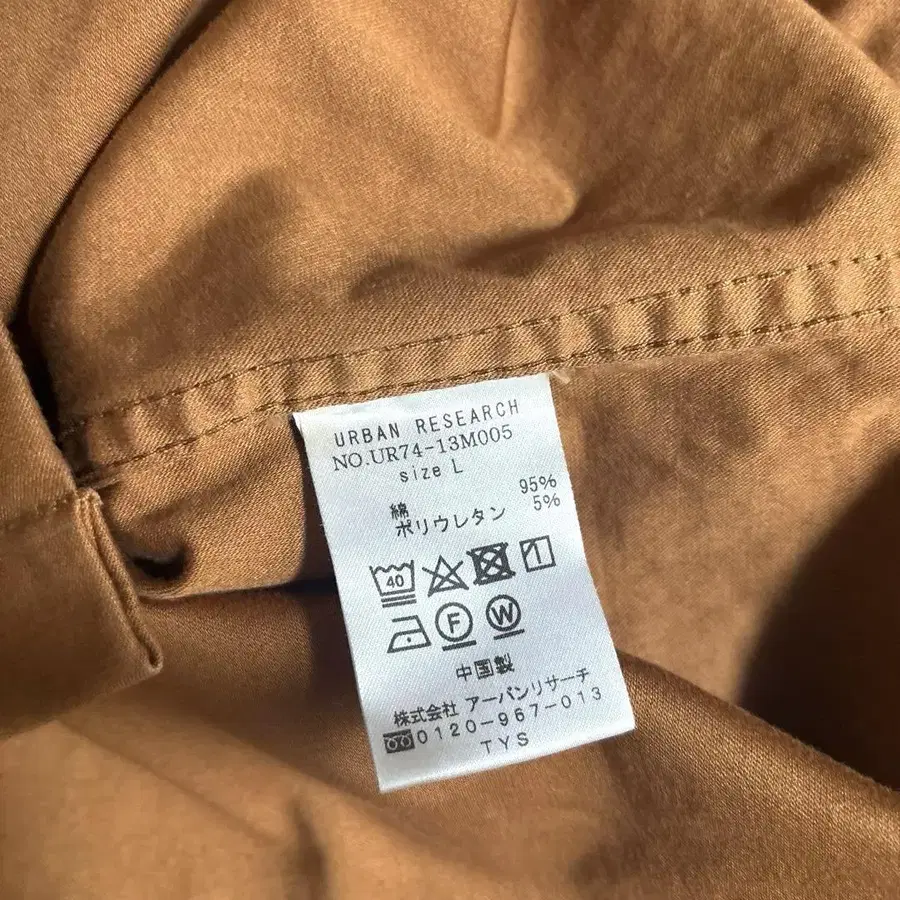 URBAN RESEARCH
NO.UR74-13M005
size L
綿 95%
ポリウレタン 5%
40
F W
中国製
株式会社 アーバンリサーチ
0120-967-013
TYS